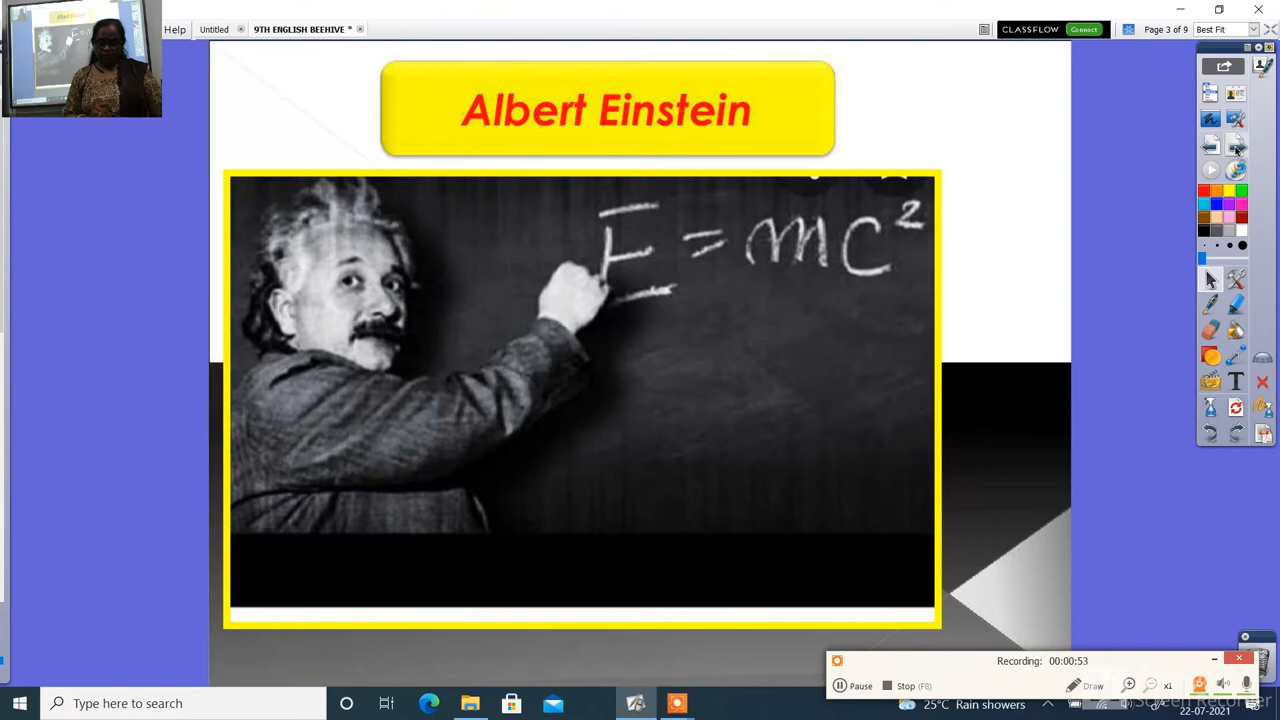 Help Untitled 9TH ENGLISH BEEHIVE * CLASSFLOW Connect Page 3 of 9 Best Fit
Albert Einstein
E = mc²
T
Recording: 00:00:53
Pause Stop (F8) Draw x1
Type here to search
25°C Rain showers
22-07-2021